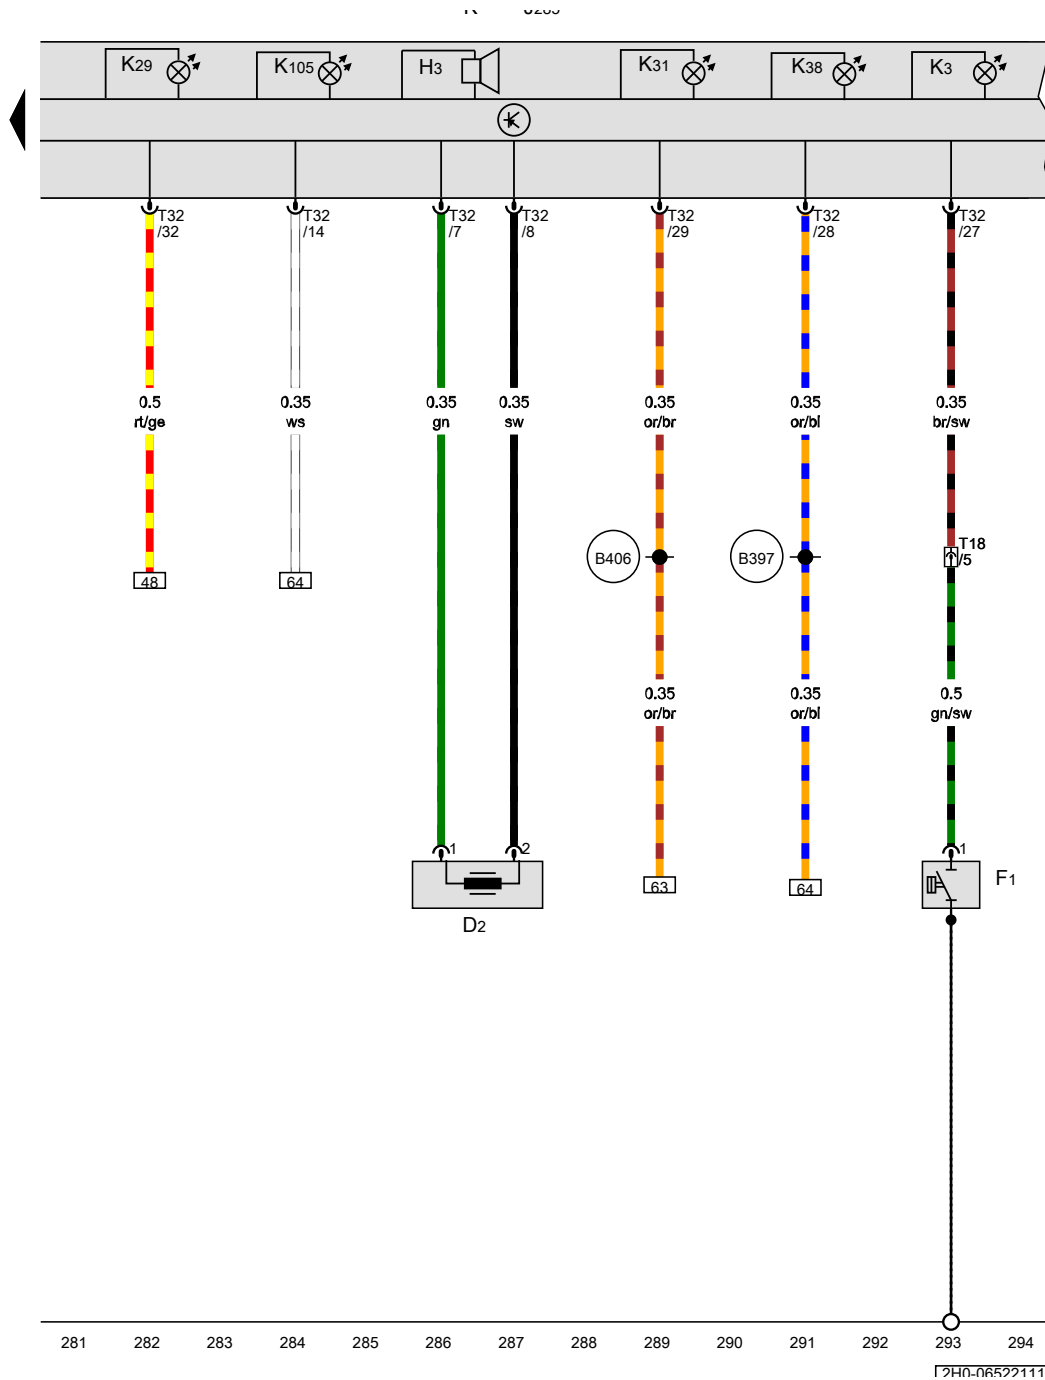 K29 K105 H3 K31 K38 K3
T32 T32 T32 T32 T32 T32 T32
/32 /14 /7 /8 /29 /28 /27
0.5 0.35 0.35 0.35 0.35 0.35 0.35
rt/ge ws gn sw or/br or/bl br/sw
T18
B406 B397 /5
48 64
0.35 0.35 0.5
or/br or/bl gn/sw
1 2 1
63 64 F1
D2
281 282 283 284 285 286 287 288 289 290 291 292 293 294
2H0-06522111